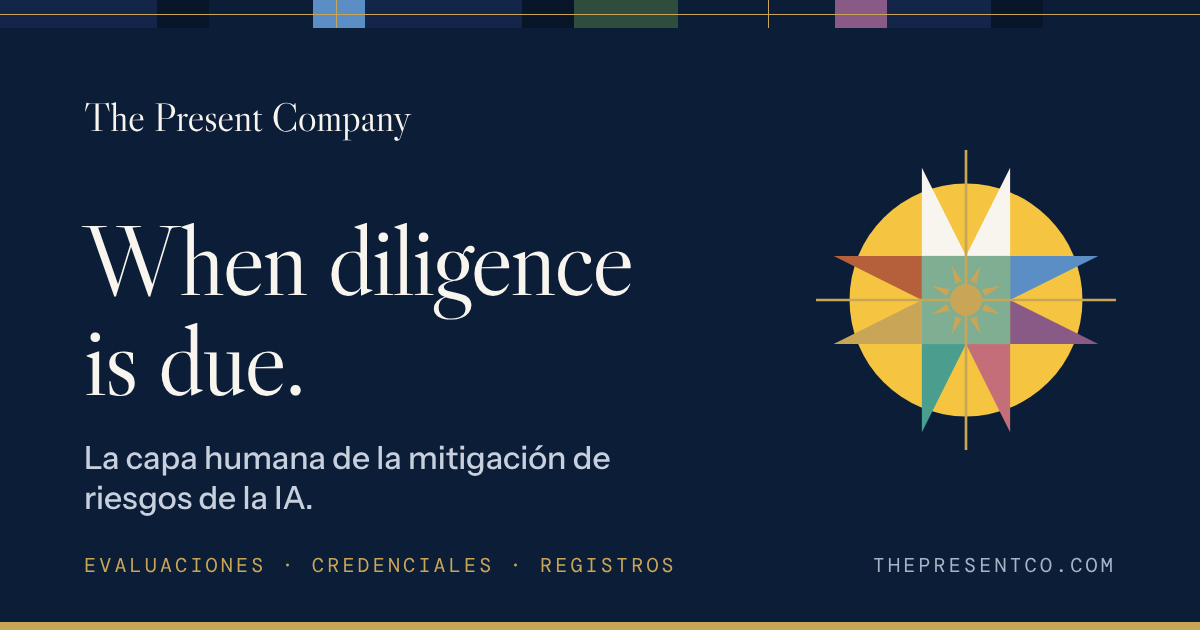 The Present Company
When diligence
is due.
La capa humana de la mitigación de
riesgos de la IA.
EVALUACIONES · CREDENCIALES · REGISTROS
THEPRESENTCO.COM